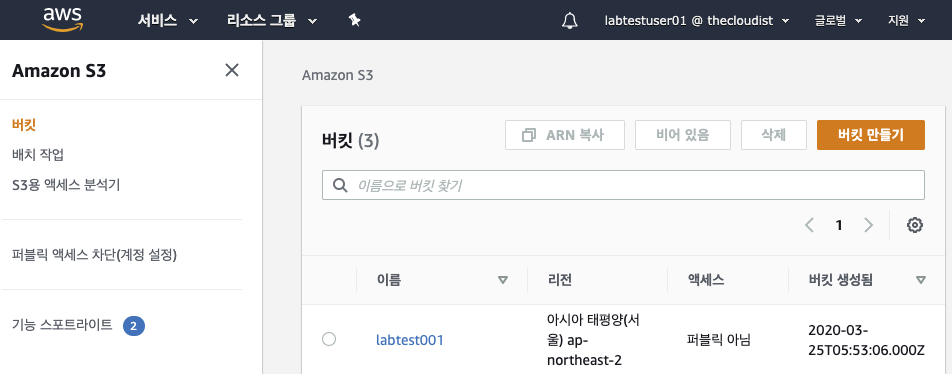 aws
서비스
리소스 그룹
labtestuser01 @ thecloudist
글로벌
지원
Amazon S3
버킷
배치 작업
S3용 액세스 분석기
퍼블릭 액세스 차단(계정 설정)
기능 스포트라이트 2
Amazon S3
버킷 (3)
ARN 복사
비어 있음
삭제
버킷 만들기
이름으로 버킷 찾기
1
이름
리전
액세스
버킷 생성됨
labtest001
아시아 태평양(서
울) ap-
northeast-2
퍼블릭 아님
2020-03-
25T05:53:06.000Z